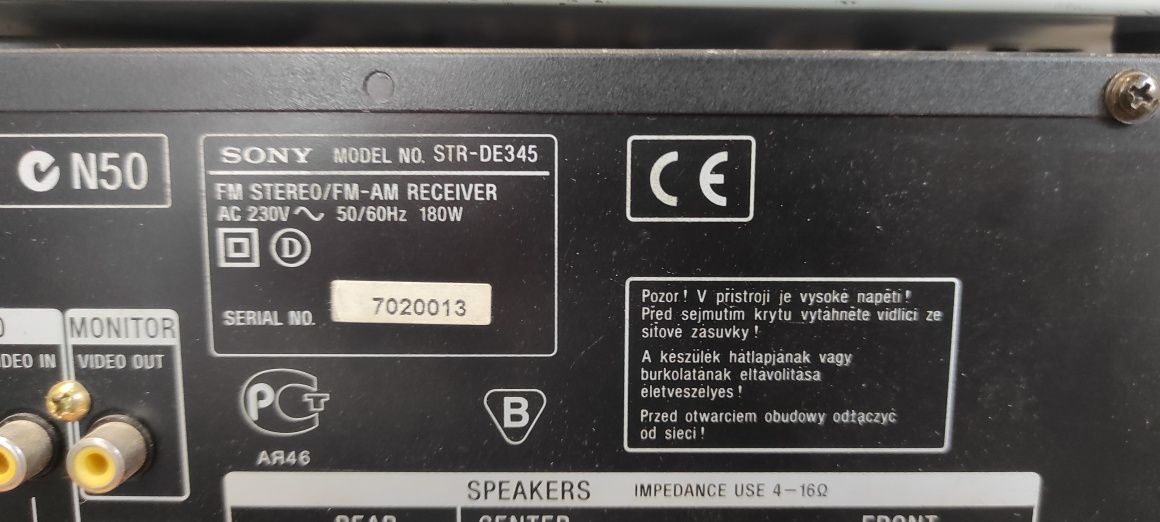 N50
SONY MODEL NO. STR-DE345
FM STEREO/FM-AM RECEIVER
AC 230V～ 50/60Hz 180W
D
SERIAL NO. 7020013
CE
Pozor! V přístroji je vysoké napětí!
Před sejmutím krytu vytáhněte vidlici ze
síťové zásuvky!
A készülék hátlapjának vagy
burkolatának eltávolítása
életveszélyes!
Przed otwarciem obudowy odłączyć
od sieci!
MONITOR
VIDEO OUT
DEO IN
PCT
АЯ46
B
SPEAKERS IMPEDANCE USE 4–16Ω
REAR CENTER FRONT